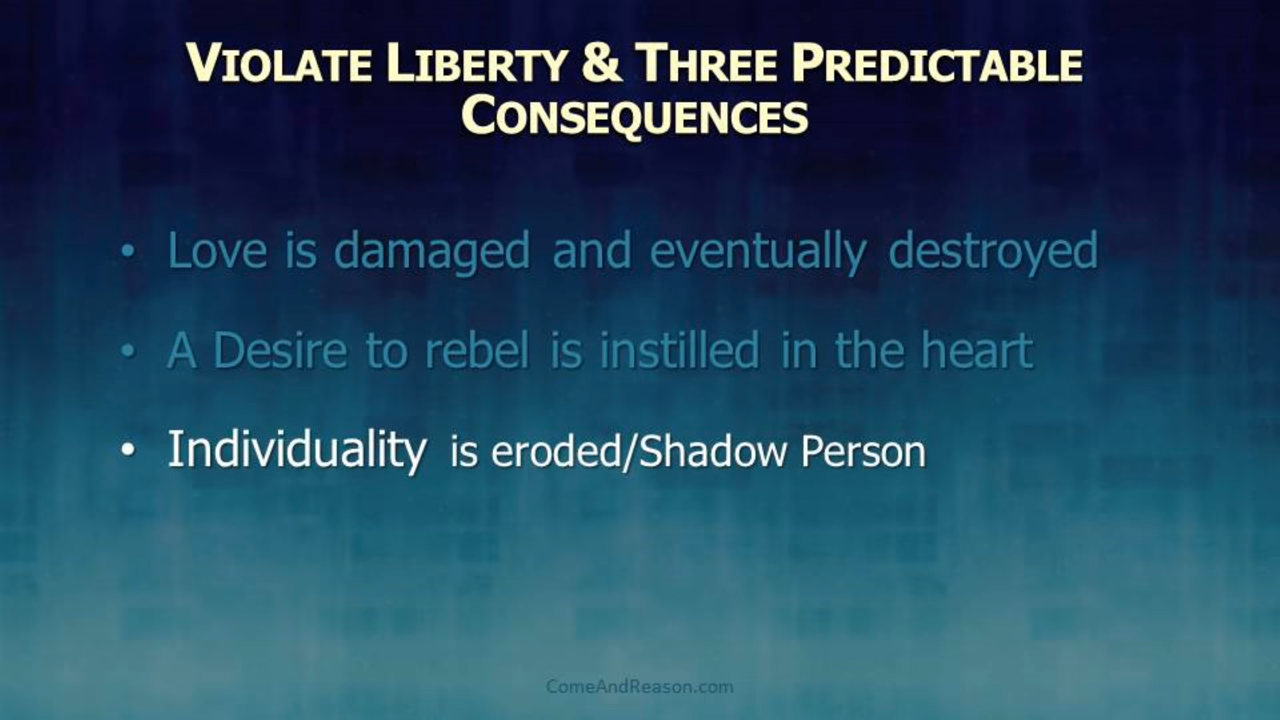 VIOLATE LIBERTY & THREE PREDICTABLE
CONSEQUENCES
• Love is damaged and eventually destroyed
• A Desire to rebel is instilled in the heart
• Individuality is eroded/Shadow Person
ComeAndReason.com